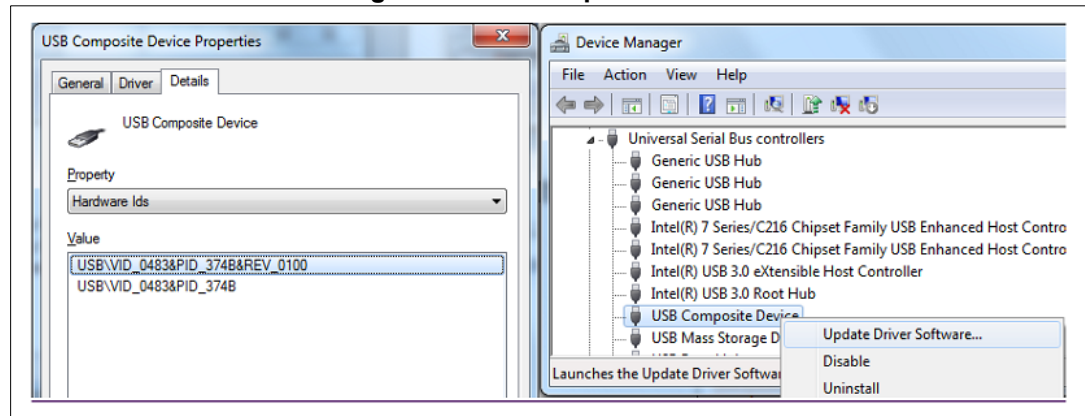 USB Composite Device Properties
General Driver Details
USB Composite Device
Property
Hardware Ids
Value
USB\VID_0483&PID_374B&REV_0100
USB\VID_0483&PID_374B
Device Manager
File Action View Help
Universal Serial Bus controllers
Generic USB Hub
Generic USB Hub
Generic USB Hub
Intel(R) 7 Series/C216 Chipset Family USB Enhanced Host Contro
Intel(R) 7 Series/C216 Chipset Family USB Enhanced Host Contro
Intel(R) USB 3.0 eXtensible Host Controller
Intel(R) USB 3.0 Root Hub
USB Composite Device
USB Mass Storage D
Launches the Update Driver Softwar
Update Driver Software...
Disable
Uninstall